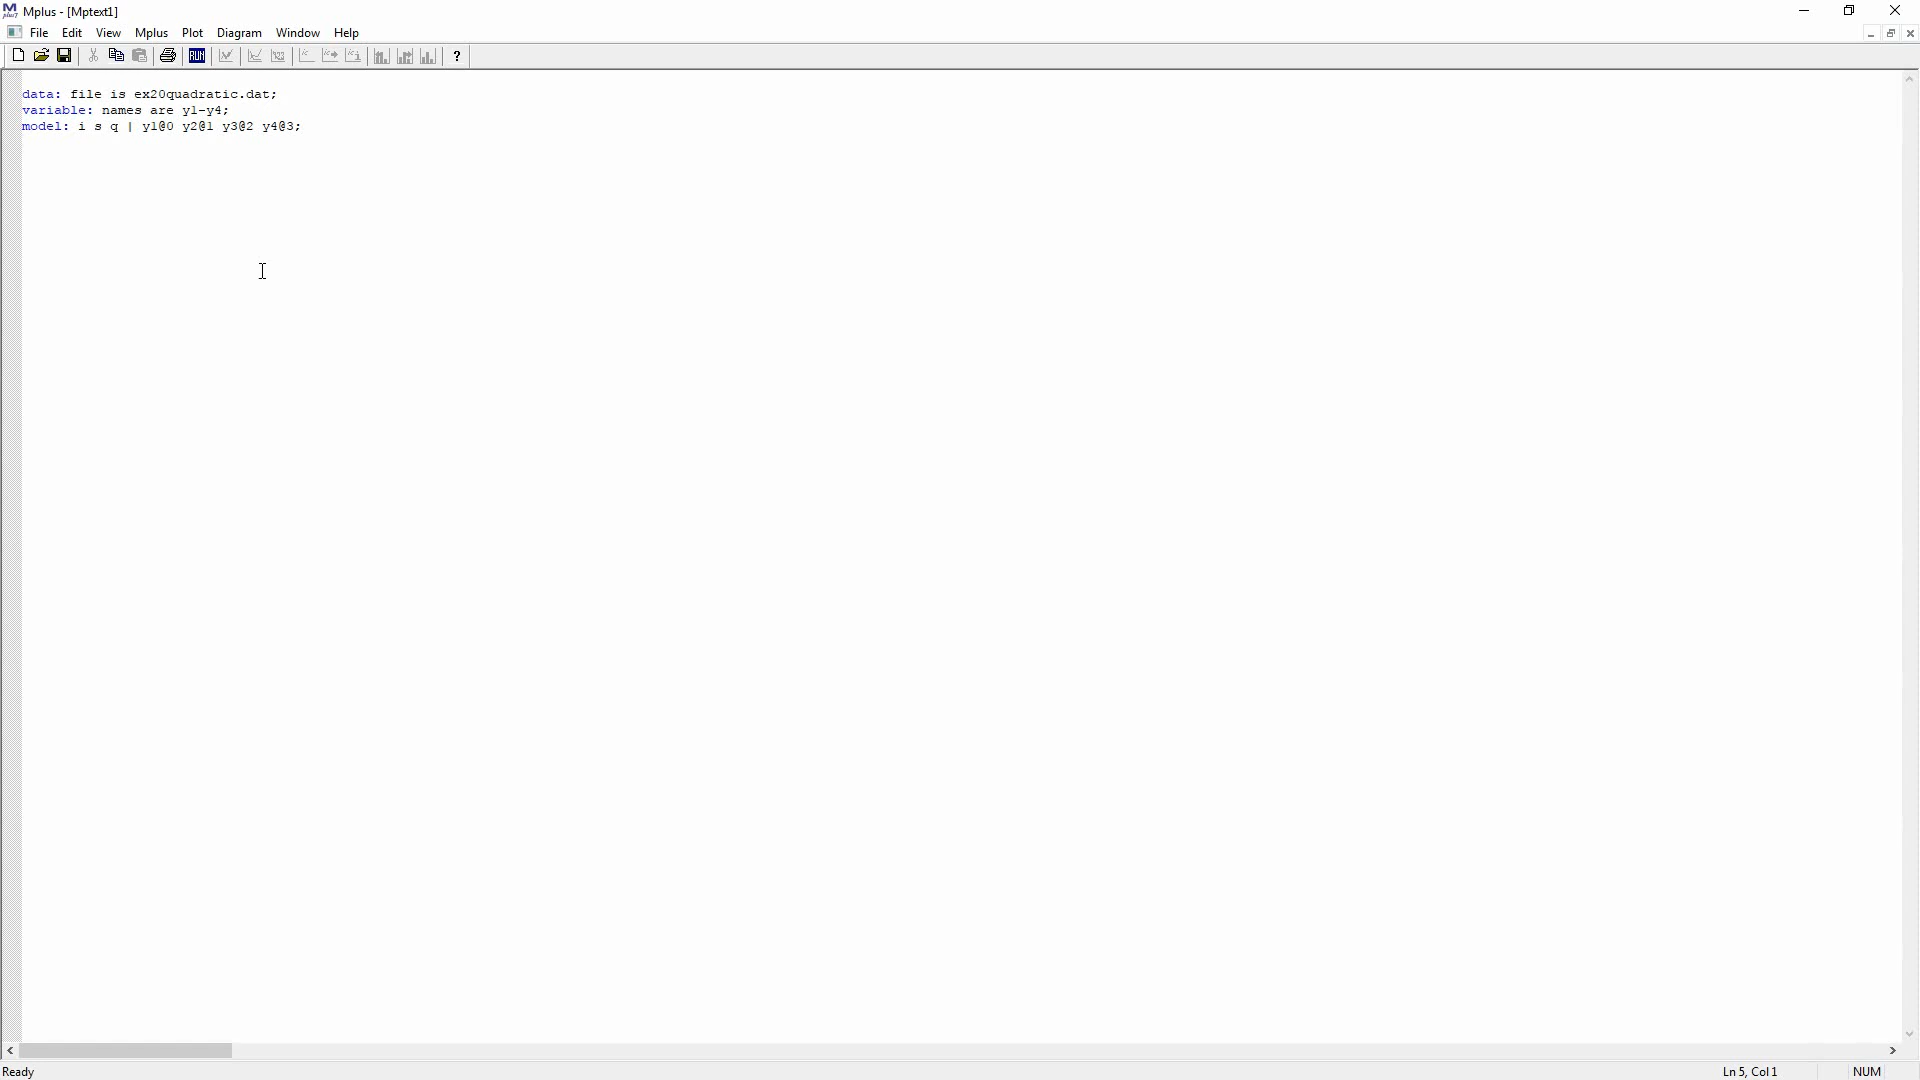 Mplus - [Mptext1]
File Edit View Mplus Plot Diagram Window Help
RUN ?
data: file is ex20quadratic.dat;
variable: names are y1-y4;
model: i s q | y1@0 y2@1 y3@2 y4@3;
Ready Ln 5, Col 1 NUM